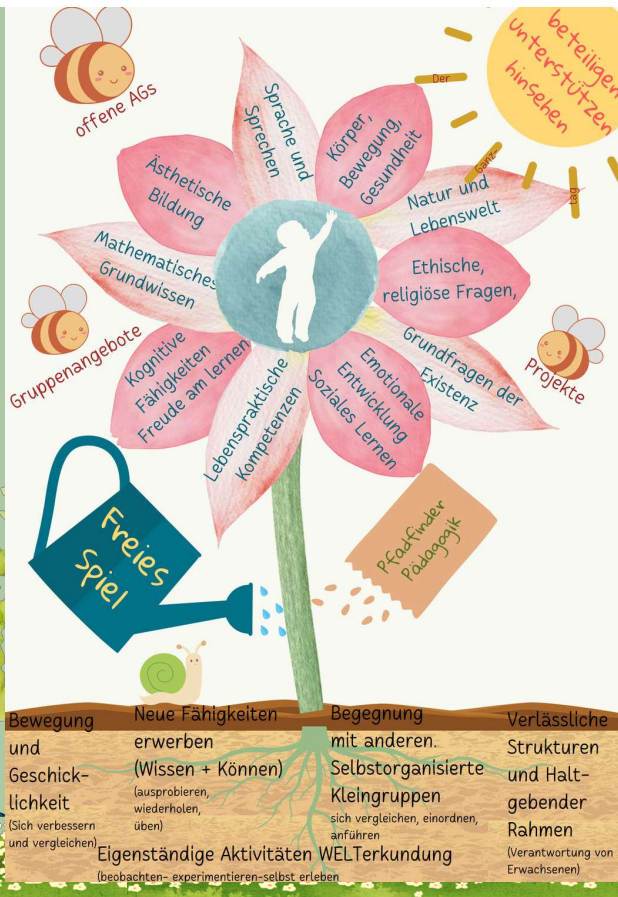 offene AGs
beteiligen
unterstützen
hinsehen
Der
Ganz-
tag
Sprache und
Sprechen
Körper,
Bewegung,
Gesundheit
Ästhetische
Bildung
Natur und
Lebenswelt
Mathematisches
Grundwissen
Ethische,
religiöse Fragen,
Grundfragen der
Existenz
Kognitive
Fähigkeiten
Freude am lernen
Lebenspraktische
Kompetenzen
Emotionale
Entwicklung
Soziales Lernen
Gruppenangebote
Projekte
Freies
Spiel
Pfadfinder
Pädagogik
Bewegung
und
Geschick-
lichkeit
(Sich verbessern
und vergleichen)
Neue Fähigkeiten
erwerben
(Wissen + Können)
(ausprobieren,
wiederholen,
üben)
Begegnung
mit anderen.
Selbstorganisierte
Kleingruppen
sich vergleichen, einordnen,
anführen
Verlässliche
Strukturen
und Halt-
gebender
Rahmen
(Verantwortung von
Erwachsenen)
Eigenständige Aktivitäten WELTerkundung
(beobachten- experimentieren-selbst erleben